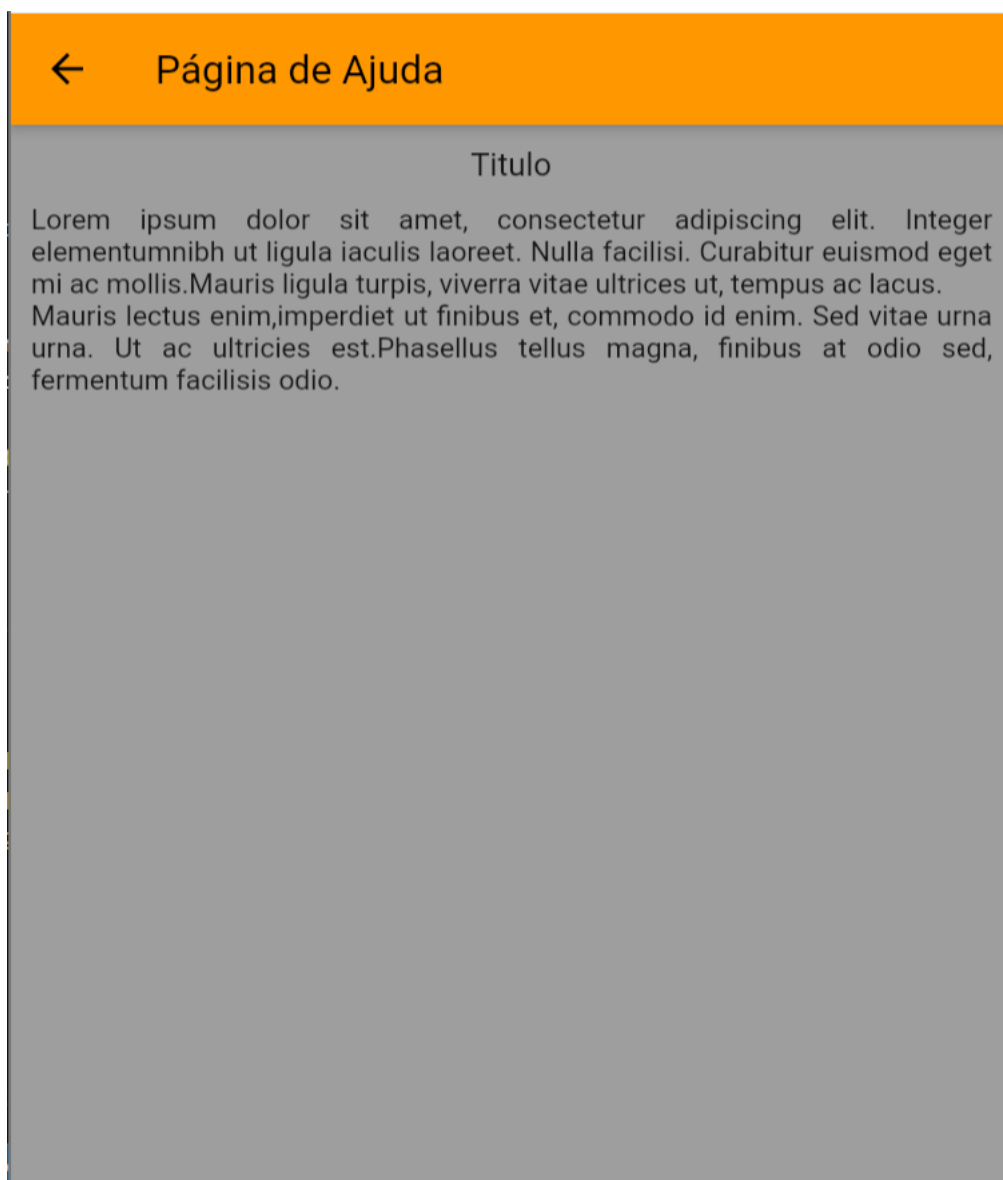 Página de Ajuda
Titulo
Lorem ipsum dolor sit amet, consectetur adipiscing elit. Integer
elementumnibh ut ligula iaculis laoreet. Nulla facilisi. Curabitur euismod eget
mi ac mollis.Mauris ligula turpis, viverra vitae ultrices ut, tempus ac lacus.
Mauris lectus enim,imperdiet ut finibus et, commodo id enim. Sed vitae urna
urna. Ut ac ultricies est.Phasellus tellus magna, finibus at odio sed,
fermentum facilisis odio.